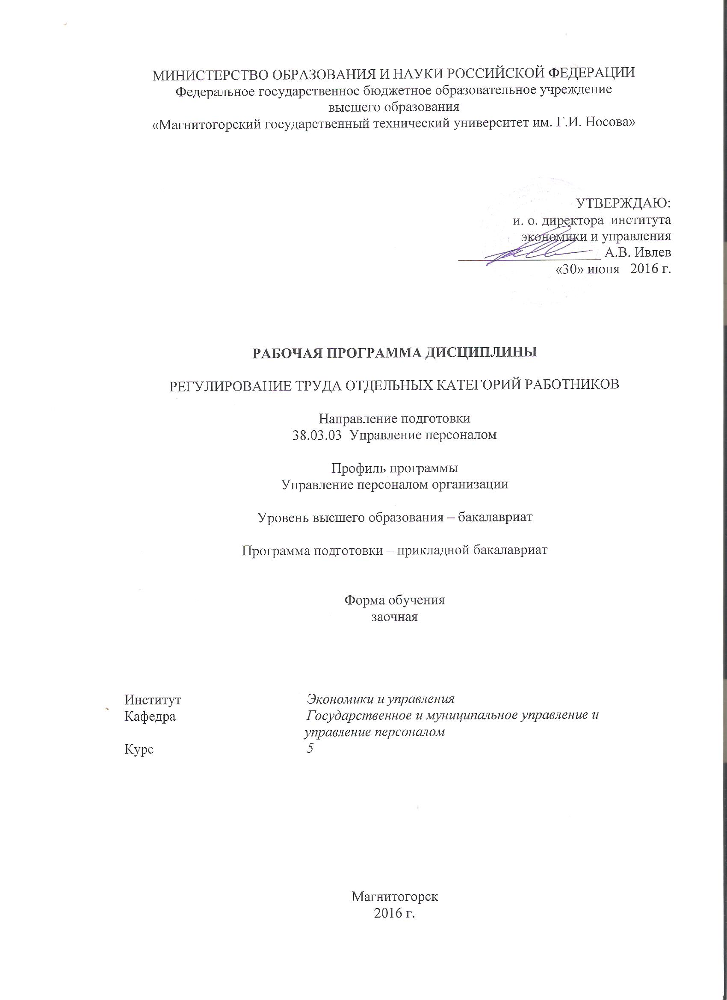 МИНИСТЕРСТВО ОБРАЗОВАНИЯ И НАУКИ РОССИЙСКОЙ ФЕДЕРАЦИИ
Федеральное государственное бюджетное образовательное учреждение
высшего образования
«Магнитогорский государственный технический университет им. Г.И. Носова»
УТВЕРЖДАЮ:
и. о. директора института
экономики и управления
А.В. Ивлев
«30» июня 2016 г.
РАБОЧАЯ ПРОГРАММА ДИСЦИПЛИНЫ
РЕГУЛИРОВАНИЕ ТРУДА ОТДЕЛЬНЫХ КАТЕГОРИЙ РАБОТНИКОВ
Направление подготовки
38.03.03 Управление персоналом
Профиль программы
Управление персоналом организации
Уровень высшего образования – бакалавриат
Программа подготовки – прикладной бакалавриат
Форма обучения
заочная
Институт Экономики и управления
Кафедра Государственное и муниципальное управление и
управление персоналом
Курс 5
Магнитогорск
2016 г.